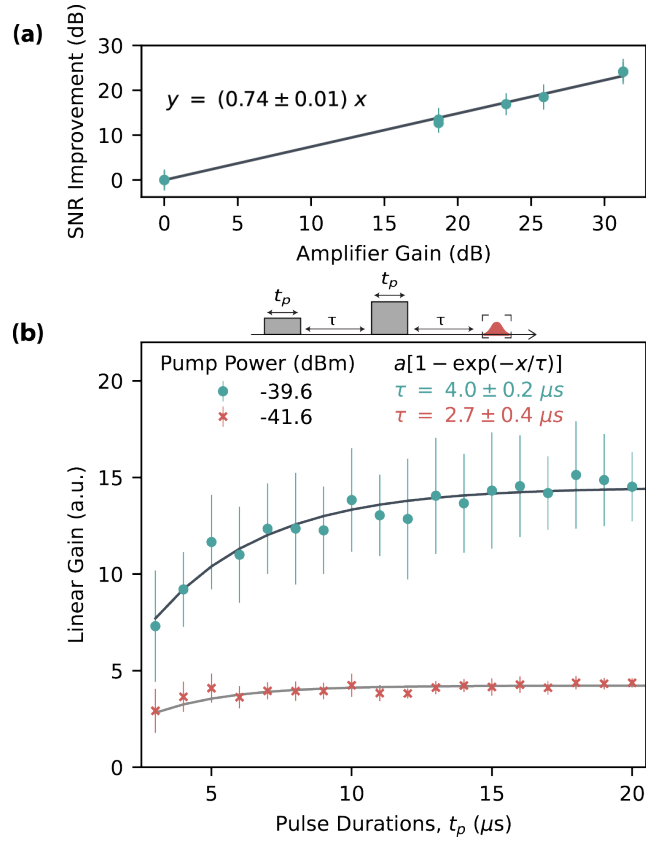 (a)
SNR Improvement (dB)
30
20
10
0
y = (0.74 ± 0.01) x
0 5 10 15 20 25 30
Amplifier Gain (dB)
t_p τ t_p τ
(b)
Linear Gain (a.u.)
20
15
10
5
0
Pump Power (dBm)
-39.6
-41.6
a[1 − exp(−x/τ)]
τ = 4.0 ± 0.2 μs
τ = 2.7 ± 0.4 μs
5 10 15 20
Pulse Durations, t_p (μs)